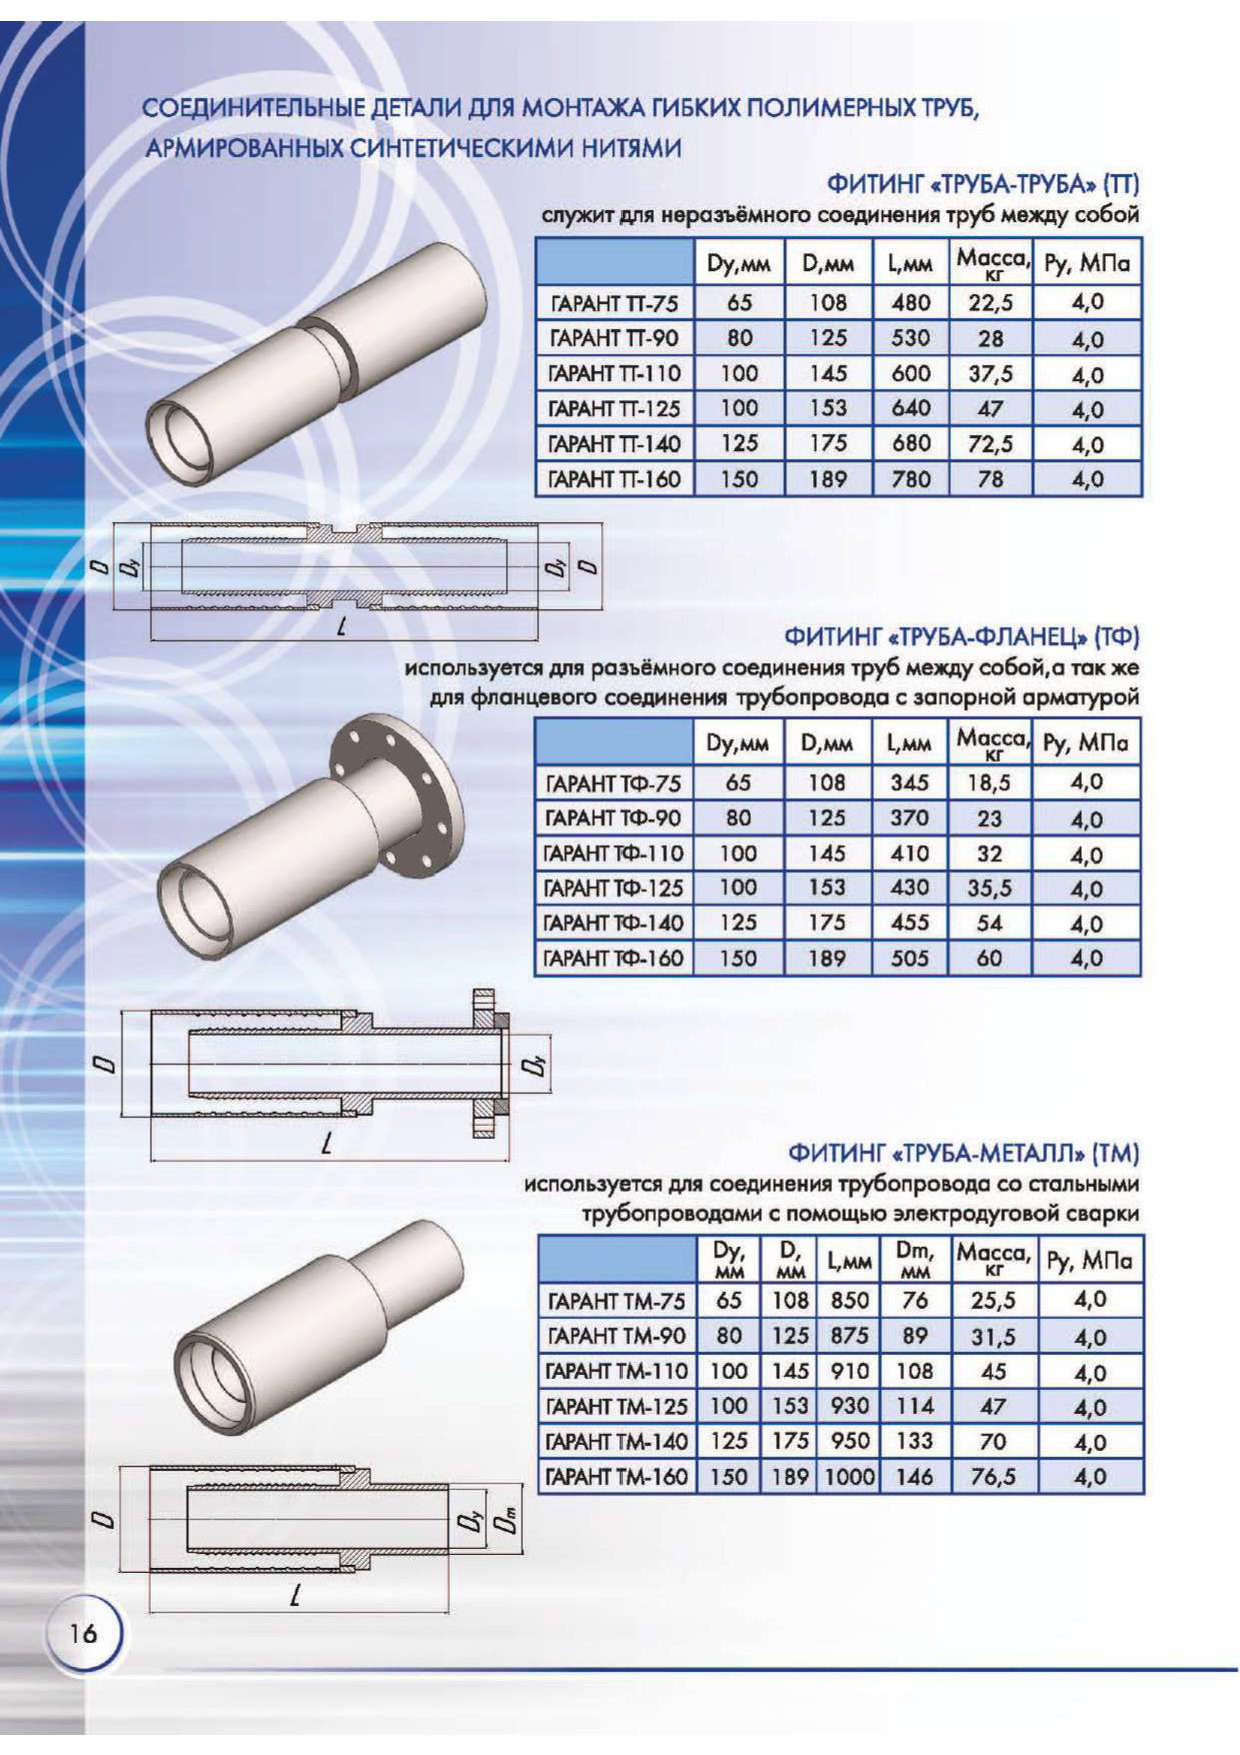 СОЕДИНИТЕЛЬНЫЕ ДЕТАЛИ ДЛЯ МОНТАЖА ГИБКИХ ПОЛИМЕРНЫХ ТРУБ,
АРМИРОВАННЫХ СИНТЕТИЧЕСКИМИ НИТЯМИ
ФИТИНГ «ТРУБА-ТРУБА» (ТТ)
служит для неразъёмного соединения труб между собой
Dу,мм D,мм L,мм Масса, кг Pу, МПа
ГАРАНТ ТТ-75 65 108 480 22,5 4,0
ГАРАНТ ТТ-90 80 125 530 28 4,0
ГАРАНТ ТТ-110 100 145 600 37,5 4,0
ГАРАНТ ТТ-125 100 153 640 47 4,0
ГАРАНТ ТТ-140 125 175 680 72,5 4,0
ГАРАНТ ТТ-160 150 189 780 78 4,0
D Dу Dу D
L
ФИТИНГ «ТРУБА-ФЛАНЕЦ» (ТФ)
используется для разъёмного соединения труб между собой,а так же
для фланцевого соединения трубопровода с запорной арматурой
Dу,мм D,мм L,мм Масса, кг Pу, МПа
ГАРАНТ ТФ-75 65 108 345 18,5 4,0
ГАРАНТ ТФ-90 80 125 370 23 4,0
ГАРАНТ ТФ-110 100 145 410 32 4,0
ГАРАНТ ТФ-125 100 153 430 35,5 4,0
ГАРАНТ ТФ-140 125 175 455 54 4,0
ГАРАНТ ТФ-160 150 189 505 60 4,0
D Dу
L
ФИТИНГ «ТРУБА-МЕТАЛЛ» (ТМ)
используется для соединения трубопровода со стальными
трубопроводами с помощью электродуговой сварки
Dу, мм D, мм L,мм Dт, мм Масса, кг Pу, МПа
ГАРАНТ ТМ-75 65 108 850 76 25,5 4,0
ГАРАНТ ТМ-90 80 125 875 89 31,5 4,0
ГАРАНТ ТМ-110 100 145 910 108 45 4,0
ГАРАНТ ТМ-125 100 153 930 114 47 4,0
ГАРАНТ ТМ-140 125 175 950 133 70 4,0
ГАРАНТ ТМ-160 150 189 1000 146 76,5 4,0
D Dу Dт
L
16